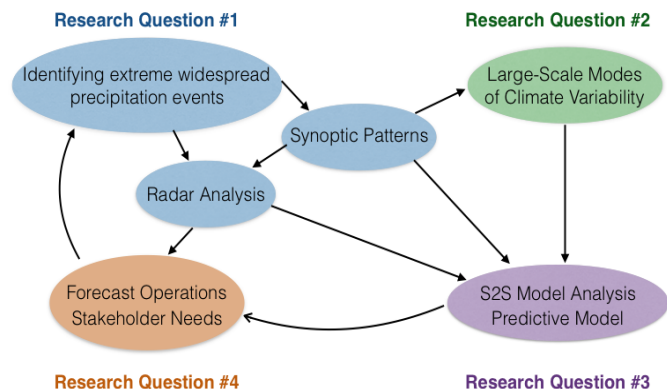 Research Question #1
Research Question #2
Identifying extreme widespread
precipitation events
Large-Scale Modes
of Climate Variability
Synoptic Patterns
Radar Analysis
Forecast Operations
Stakeholder Needs
S2S Model Analysis
Predictive Model
Research Question #4
Research Question #3